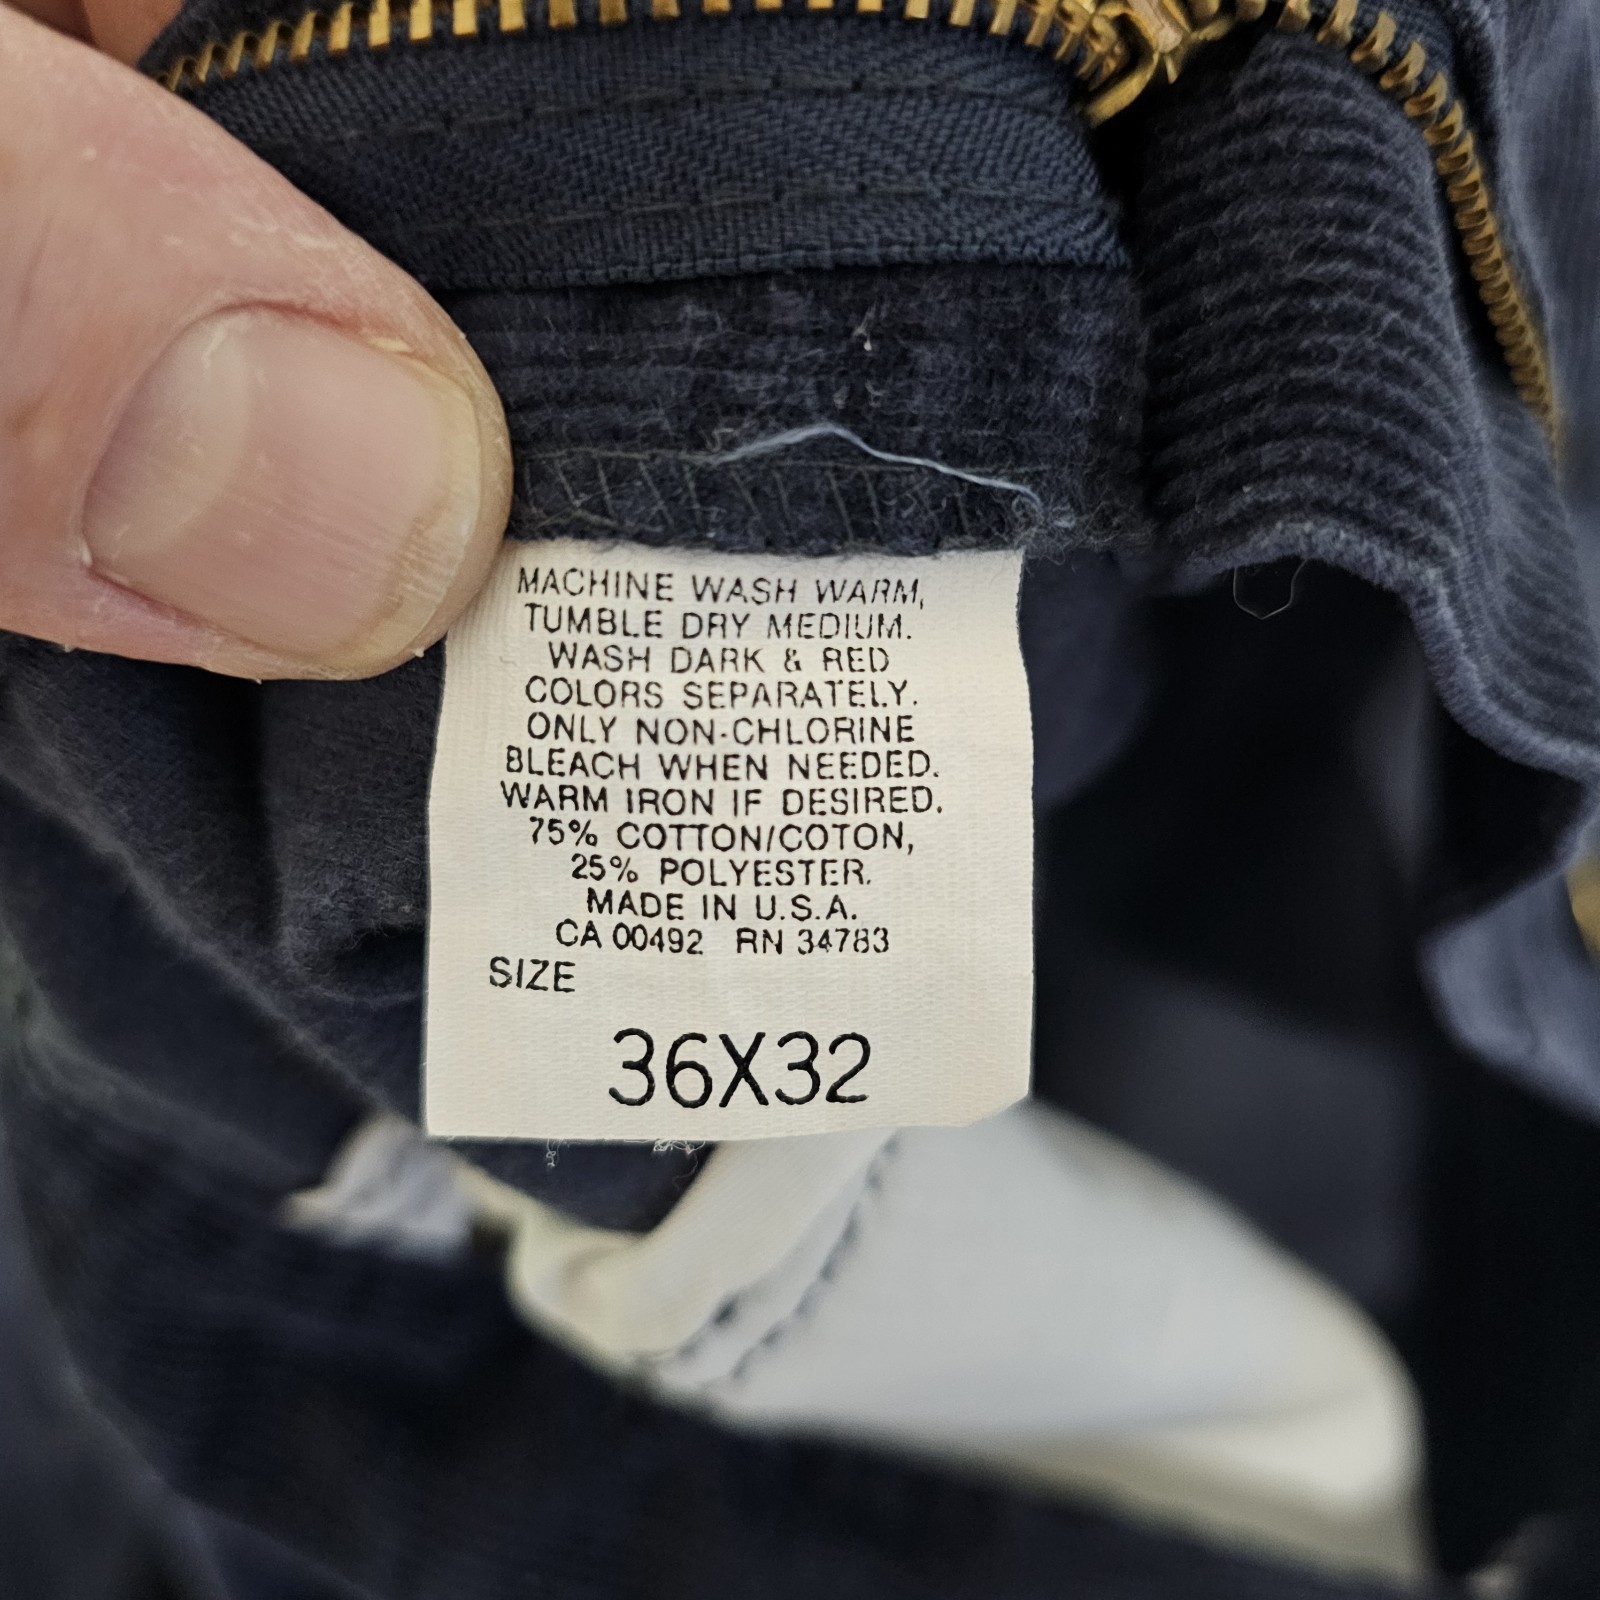 MACHINE WASH WARM,
TUMBLE DRY MEDIUM.
WASH DARK & RED
COLORS SEPARATELY.
ONLY NON-CHLORINE
BLEACH WHEN NEEDED.
WARM IRON IF DESIRED.
75% COTTON/COTON,
25% POLYESTER.
MADE IN U.S.A.
CA 00492 RN 34783
SIZE
36X32